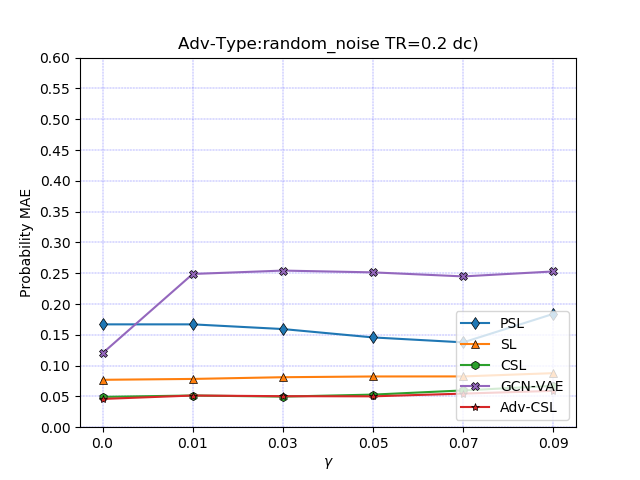 Adv-Type:random_noise TR=0.2 dc)
Probability MAE
0.60
0.55
0.50
0.45
0.40
0.35
0.30
0.25
0.20
0.15
0.10
0.05
0.00
PSL
SL
CSL
GCN-VAE
Adv-CSL
0.0 0.01 0.03 0.05 0.07 0.09
γ